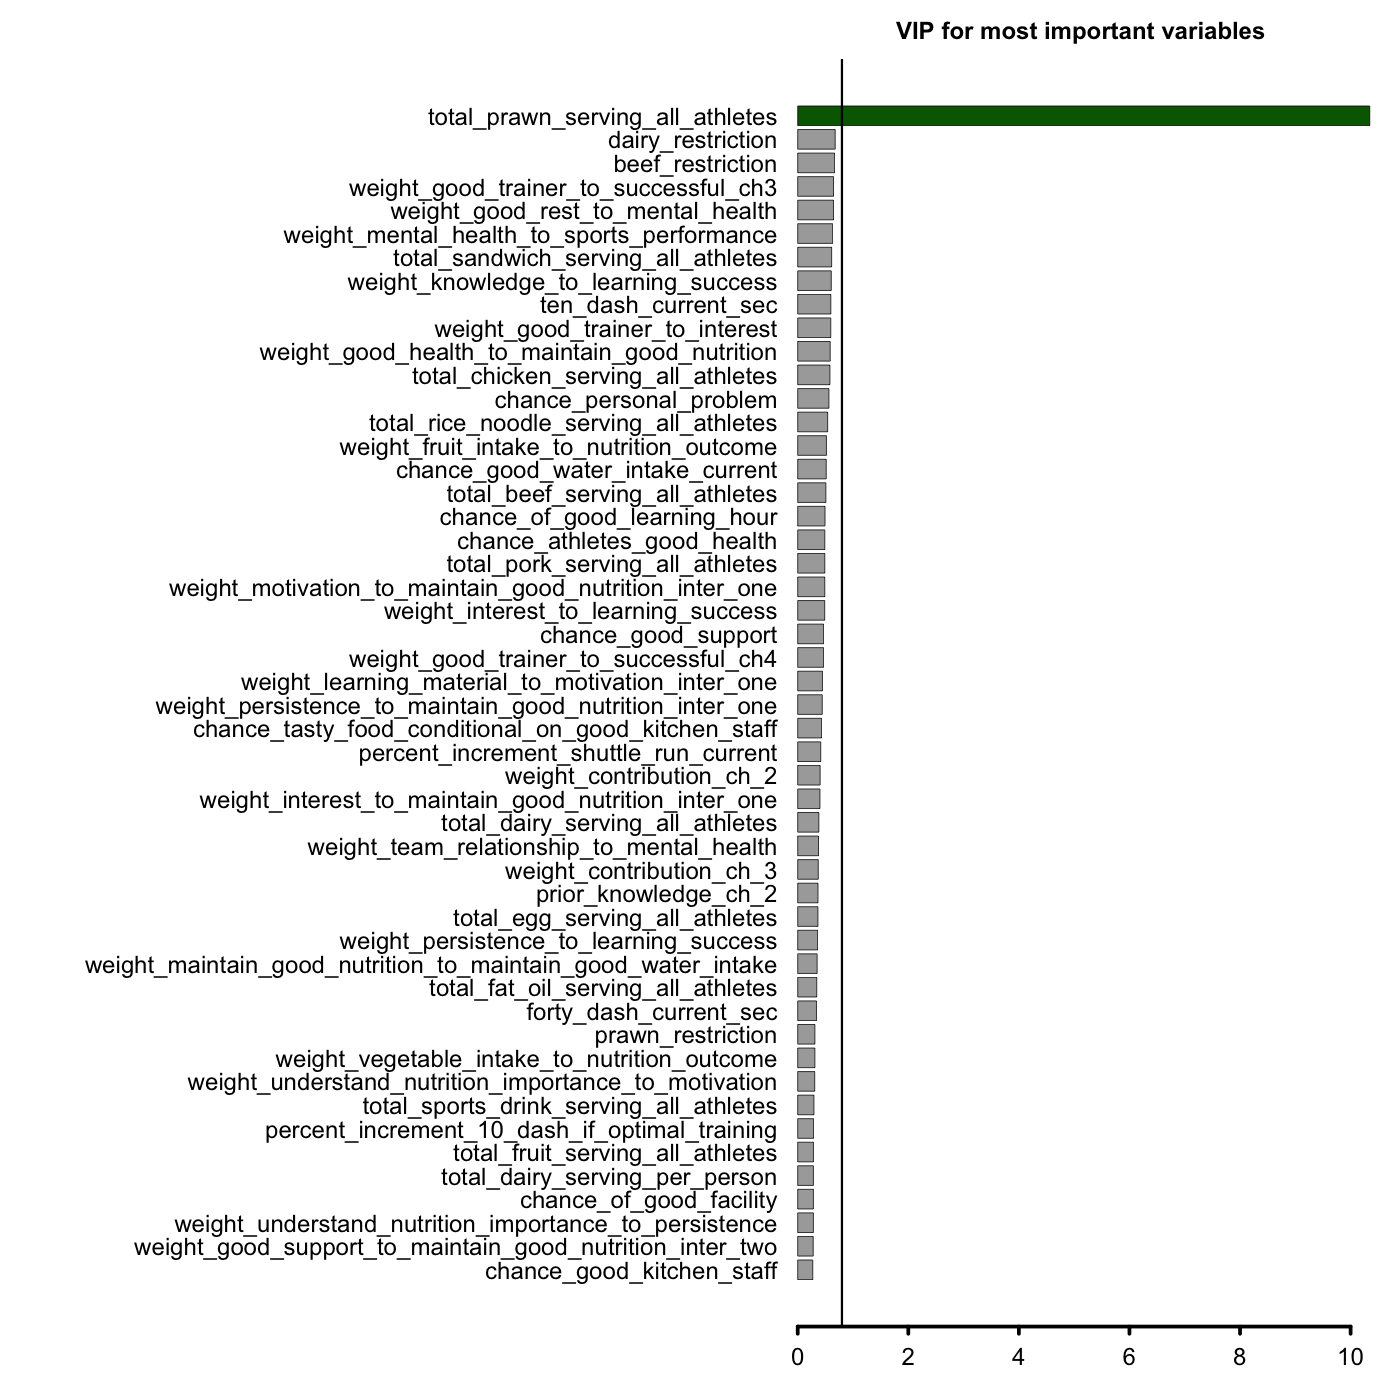 VIP for most important variables
total_prawn_serving_all_athletes
dairy_restriction
beef_restriction
weight_good_trainer_to_successful_ch3
weight_good_rest_to_mental_health
weight_mental_health_to_sports_performance
total_sandwich_serving_all_athletes
weight_knowledge_to_learning_success
ten_dash_current_sec
weight_good_trainer_to_interest
weight_good_health_to_maintain_good_nutrition
total_chicken_serving_all_athletes
chance_personal_problem
total_rice_noodle_serving_all_athletes
weight_fruit_intake_to_nutrition_outcome
chance_good_water_intake_current
total_beef_serving_all_athletes
chance_of_good_learning_hour
chance_athletes_good_health
total_pork_serving_all_athletes
weight_motivation_to_maintain_good_nutrition_inter_one
weight_interest_to_learning_success
chance_good_support
weight_good_trainer_to_successful_ch4
weight_learning_material_to_motivation_inter_one
weight_persistence_to_maintain_good_nutrition_inter_one
chance_tasty_food_conditional_on_good_kitchen_staff
percent_increment_shuttle_run_current
weight_contribution_ch_2
weight_interest_to_maintain_good_nutrition_inter_one
total_dairy_serving_all_athletes
weight_team_relationship_to_mental_health
weight_contribution_ch_3
prior_knowledge_ch_2
total_egg_serving_all_athletes
weight_persistence_to_learning_success
weight_maintain_good_nutrition_to_maintain_good_water_intake
total_fat_oil_serving_all_athletes
forty_dash_current_sec
prawn_restriction
weight_vegetable_intake_to_nutrition_outcome
weight_understand_nutrition_importance_to_motivation
total_sports_drink_serving_all_athletes
percent_increment_10_dash_if_optimal_training
total_fruit_serving_all_athletes
total_dairy_serving_per_person
chance_of_good_facility
weight_understand_nutrition_importance_to_persistence
weight_good_support_to_maintain_good_nutrition_inter_two
chance_good_kitchen_staff
0 2 4 6 8 10